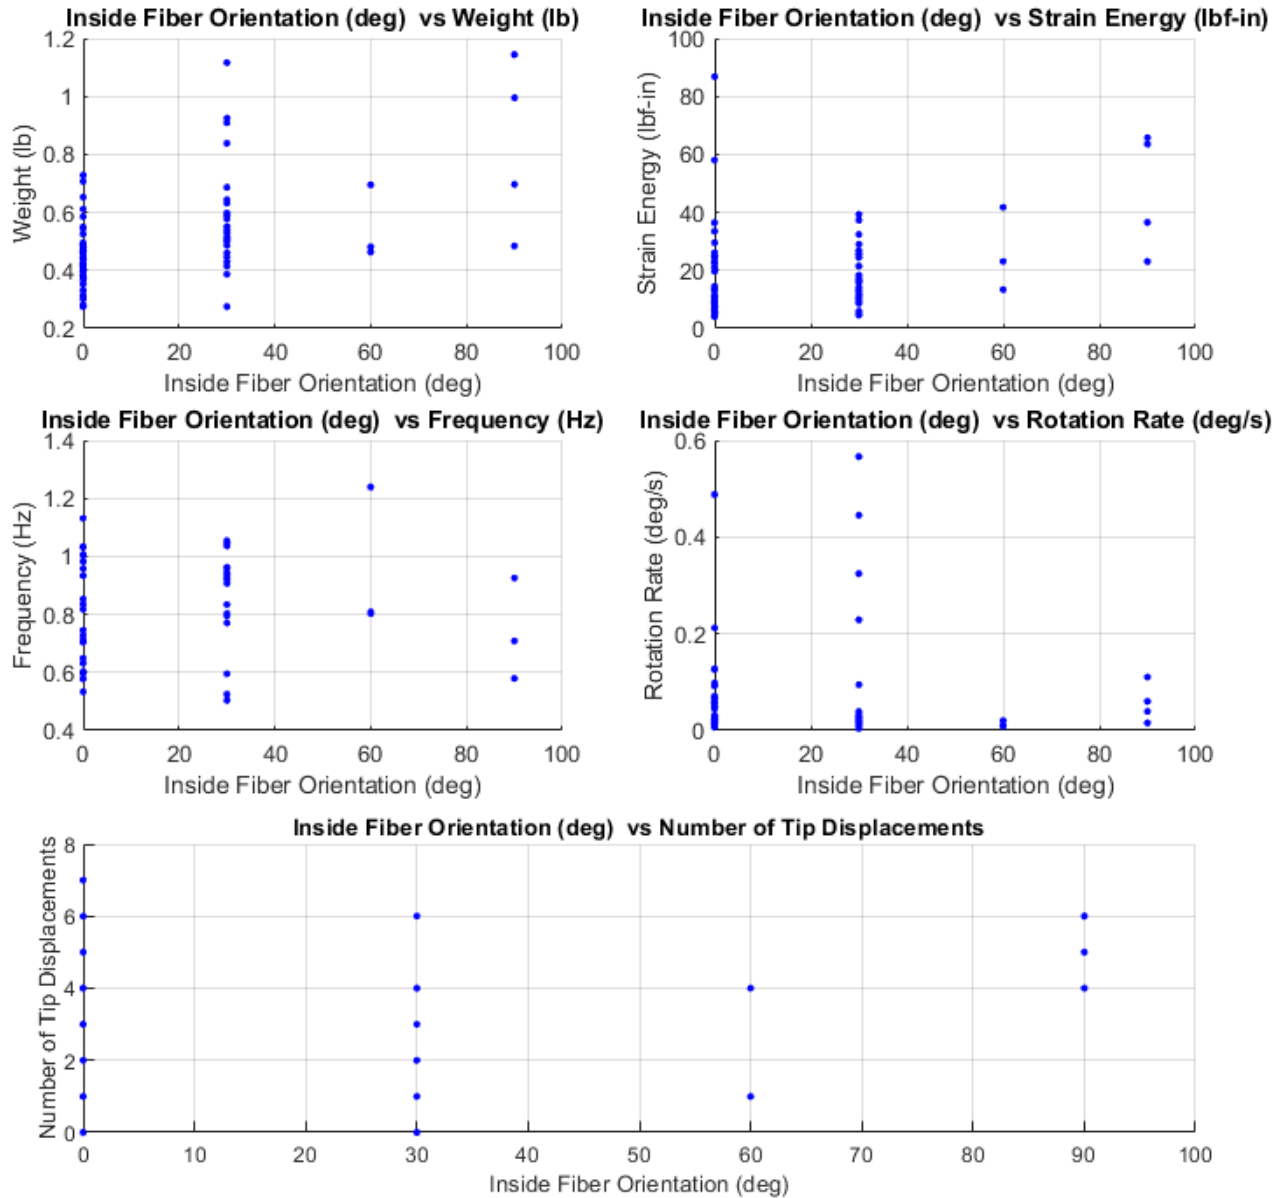 Inside Fiber Orientation (deg) vs Weight (lb)
1.2
1
0.8
0.6
0.4
0.2
Weight (lb)
0 20 40 60 80 100
Inside Fiber Orientation (deg)
Inside Fiber Orientation (deg) vs Strain Energy (lbf-in)
100
80
60
40
20
0
Strain Energy (lbf-in)
0 20 40 60 80 100
Inside Fiber Orientation (deg)
Inside Fiber Orientation (deg) vs Frequency (Hz)
1.4
1.2
1
0.8
0.6
0.4
Frequency (Hz)
0 20 40 60 80 100
Inside Fiber Orientation (deg)
Inside Fiber Orientation (deg) vs Rotation Rate (deg/s)
0.6
0.4
0.2
0
Rotation Rate (deg/s)
0 20 40 60 80 100
Inside Fiber Orientation (deg)
Inside Fiber Orientation (deg) vs Number of Tip Displacements
8
6
4
2
0
Number of Tip Displacements
0 10 20 30 40 50 60 70 80 90 100
Inside Fiber Orientation (deg)